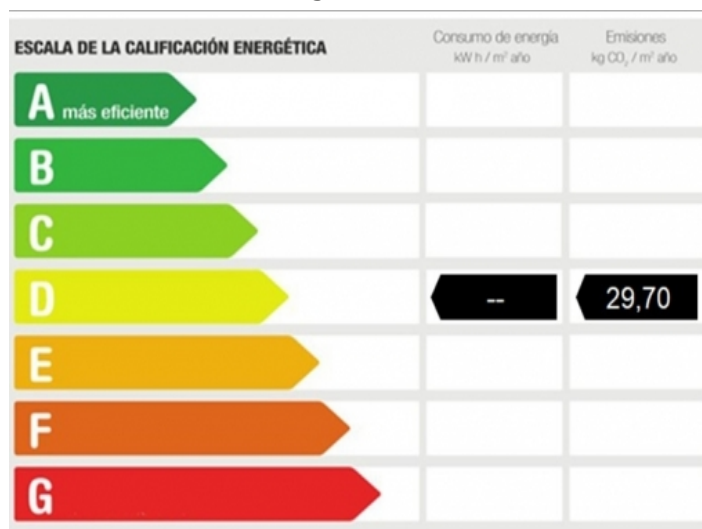 ESCALA DE LA CALIFICACIÓN ENERGÉTICA
Consumo de energía
kW h / m² año
Emisiones
kg CO₂ / m² año
A más eficiente
B
C
D
--
29,70
E
F
G